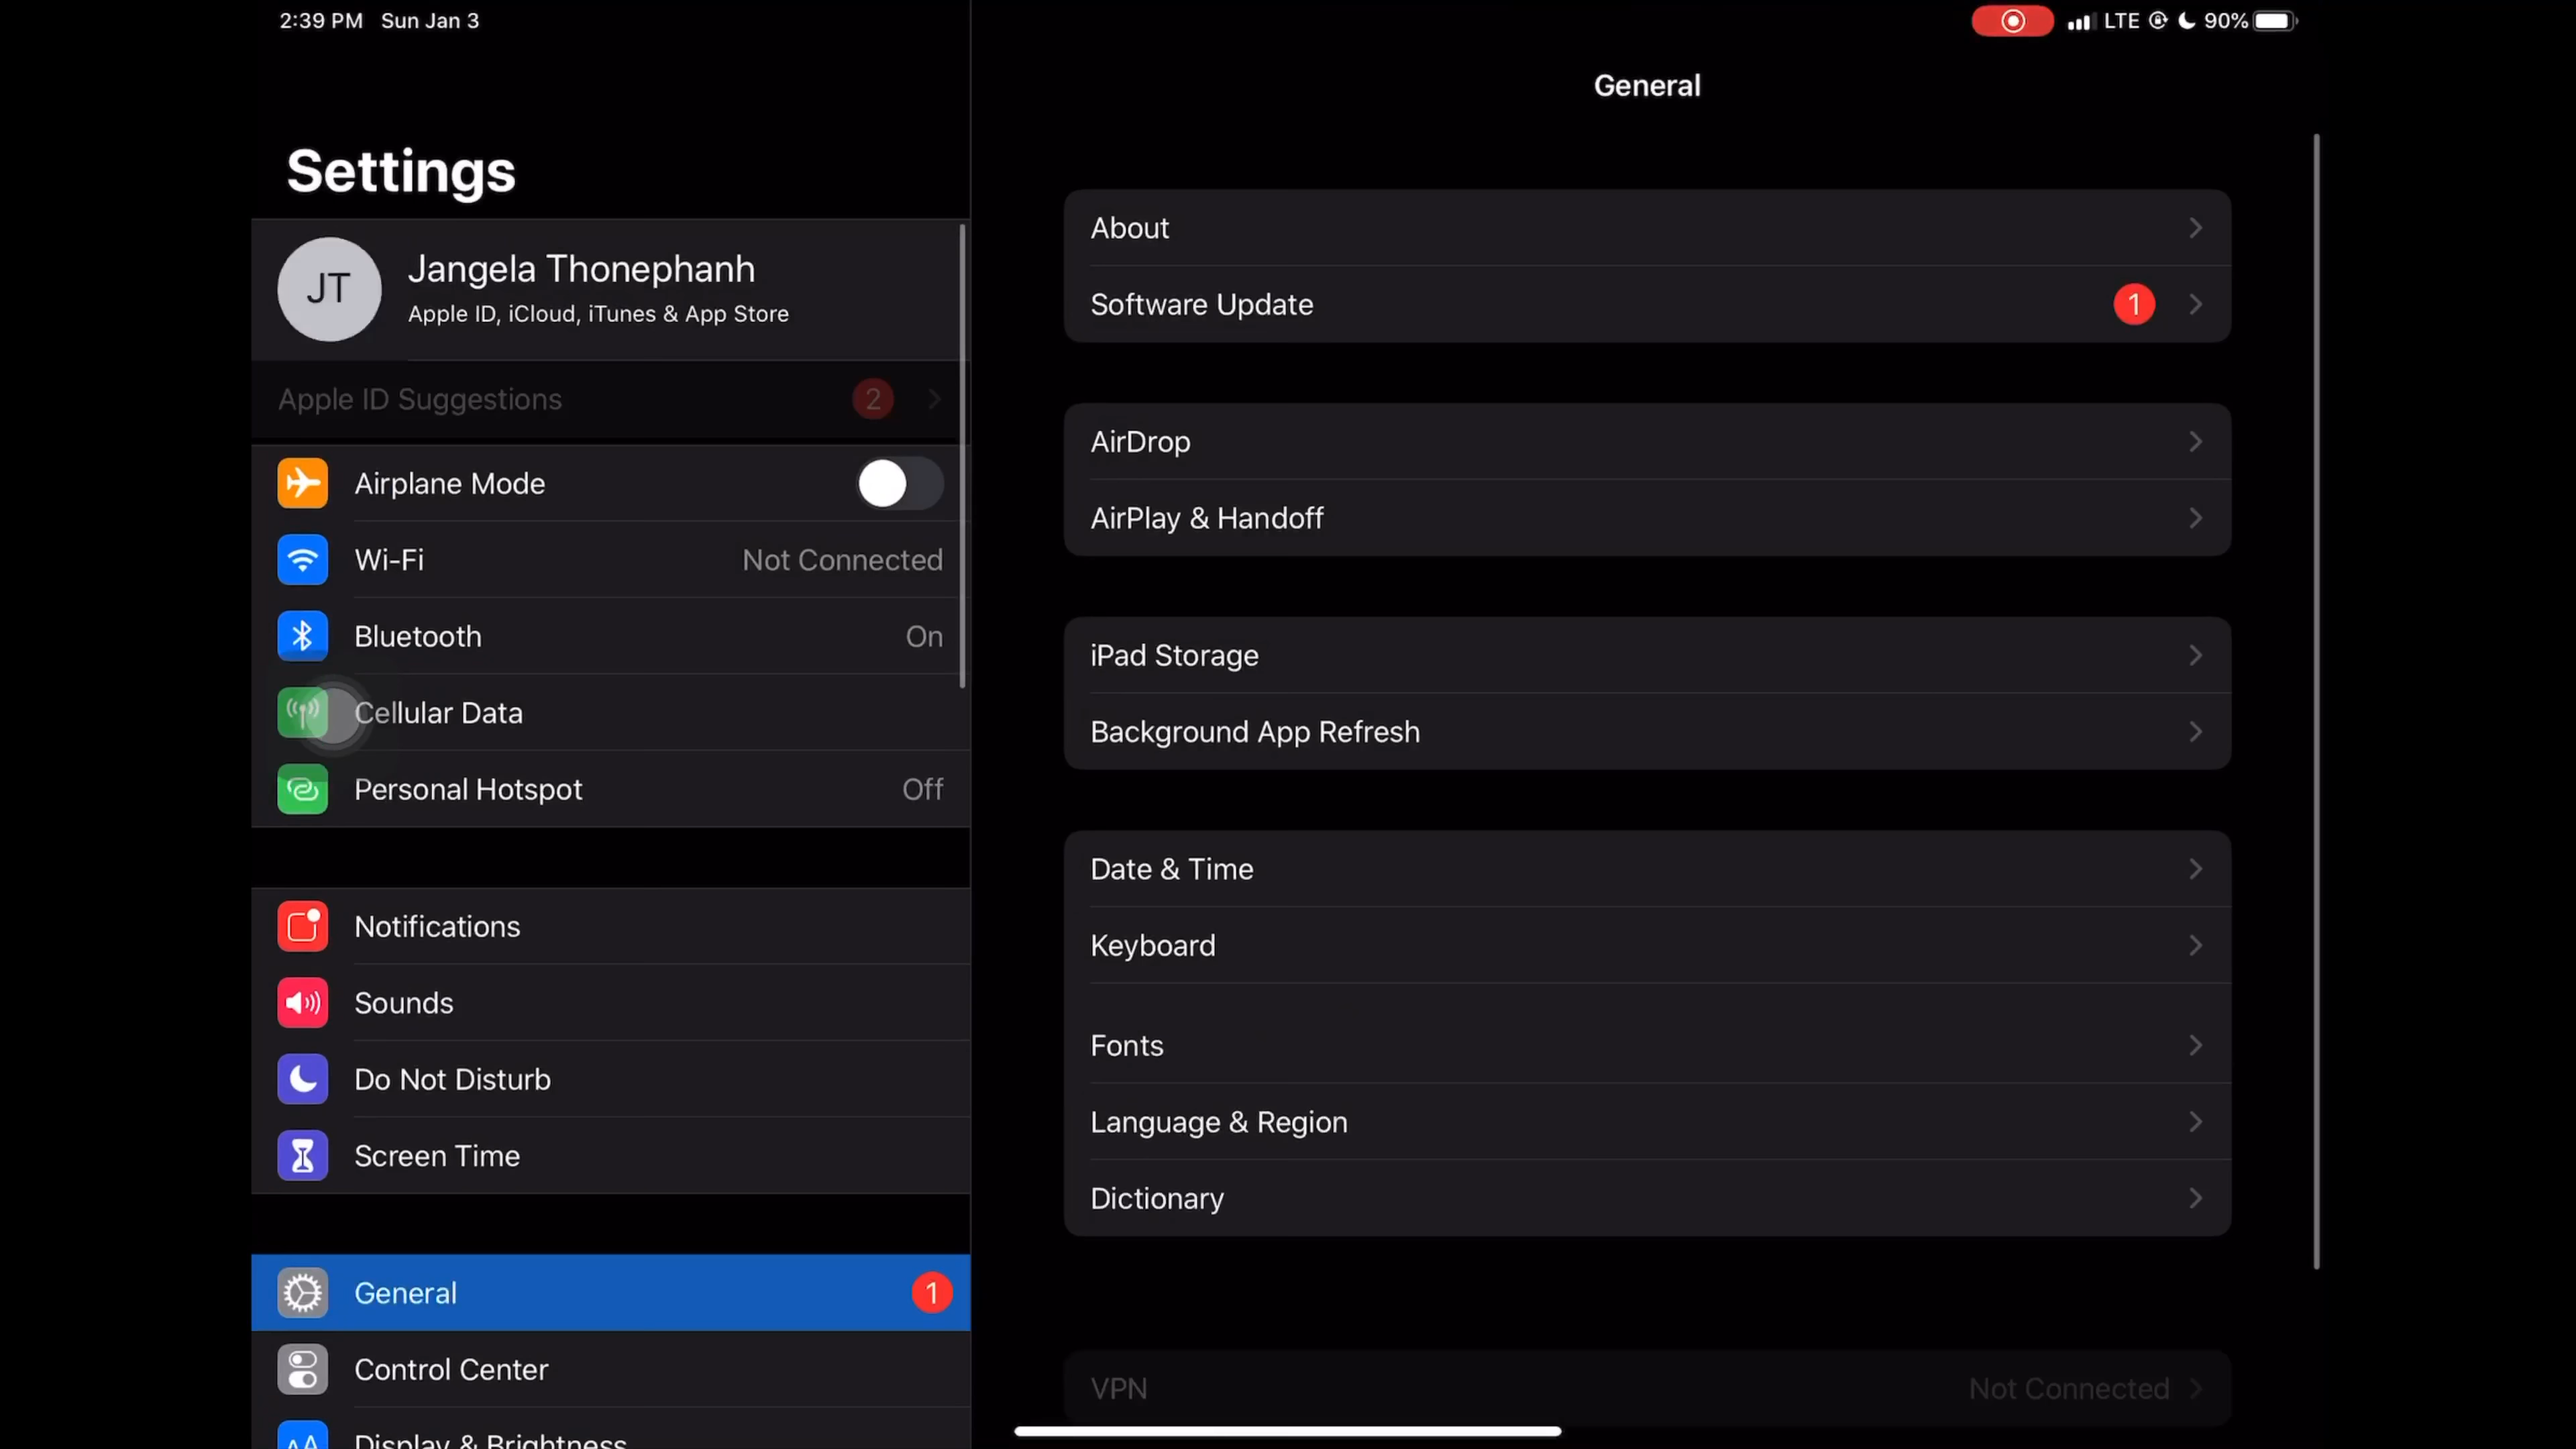 2:39 PM Sun Jan 3
LTE 90%
Settings
JT
Jangela Thonephanh
Apple ID, iCloud, iTunes & App Store
Apple ID Suggestions 2
Airplane Mode
Wi-Fi Not Connected
Bluetooth On
Cellular Data
Personal Hotspot Off
Notifications
Sounds
Do Not Disturb
Screen Time
General 1
Control Center
AA
Display & Brightness
General
About
Software Update 1
AirDrop
AirPlay & Handoff
iPad Storage
Background App Refresh
Date & Time
Keyboard
Fonts
Language & Region
Dictionary
VPN Not Connected